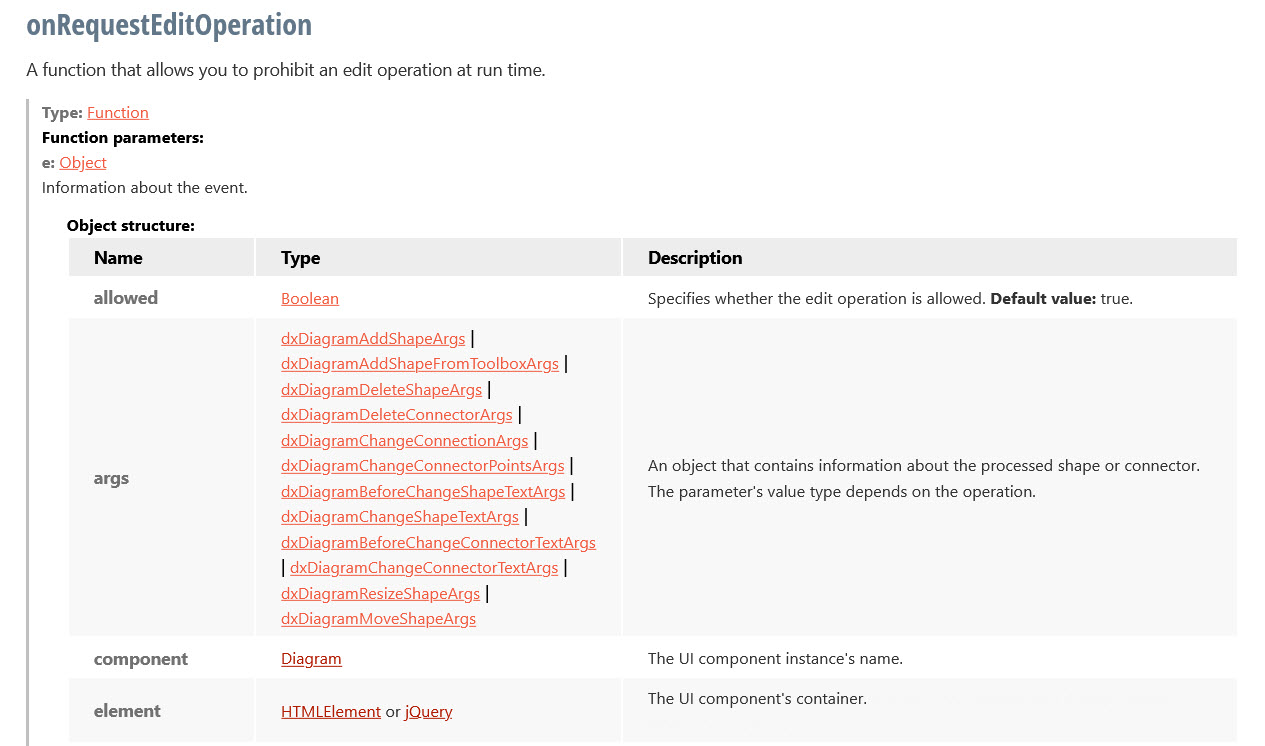 onRequestEditOperation
A function that allows you to prohibit an edit operation at run time.
Type: Function
Function parameters:
e: Object
Information about the event.
Object structure:
Name Type Description
allowed Boolean Specifies whether the edit operation is allowed. Default value: true.
args
dxDiagramAddShapeArgs |
dxDiagramAddShapeFromToolboxArgs |
dxDiagramDeleteShapeArgs |
dxDiagramDeleteConnectorArgs |
dxDiagramChangeConnectionArgs |
dxDiagramChangeConnectorPointsArgs |
dxDiagramBeforeChangeShapeTextArgs |
dxDiagramChangeShapeTextArgs |
dxDiagramBeforeChangeConnectorTextArgs
| dxDiagramChangeConnectorTextArgs |
dxDiagramResizeShapeArgs |
dxDiagramMoveShapeArgs
An object that contains information about the processed shape or connector.
The parameter's value type depends on the operation.
component Diagram The UI component instance's name.
element HTMLElement or jQuery The UI component's container.